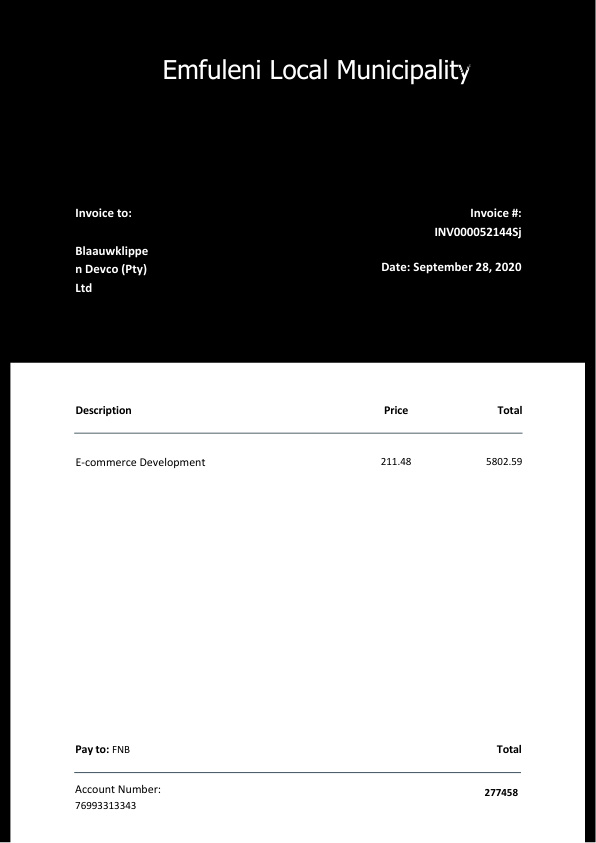 Emfuleni Local Municipality
Invoice to:
Invoice #:
INV000052144Sj
Blaauwklippe
n Devco (Pty)
Ltd
Date: September 28, 2020
Description Price Total
E-commerce Development 211.48 5802.59
Pay to: FNB Total
Account Number:
76993313343
277458